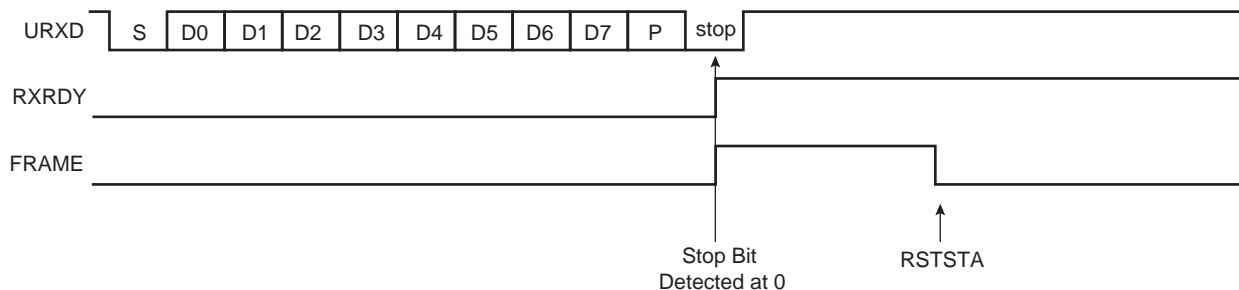 URXD S D0 D1 D2 D3 D4 D5 D6 D7 P stop
RXRDY
FRAME
Stop Bit
Detected at 0
RSTSTA